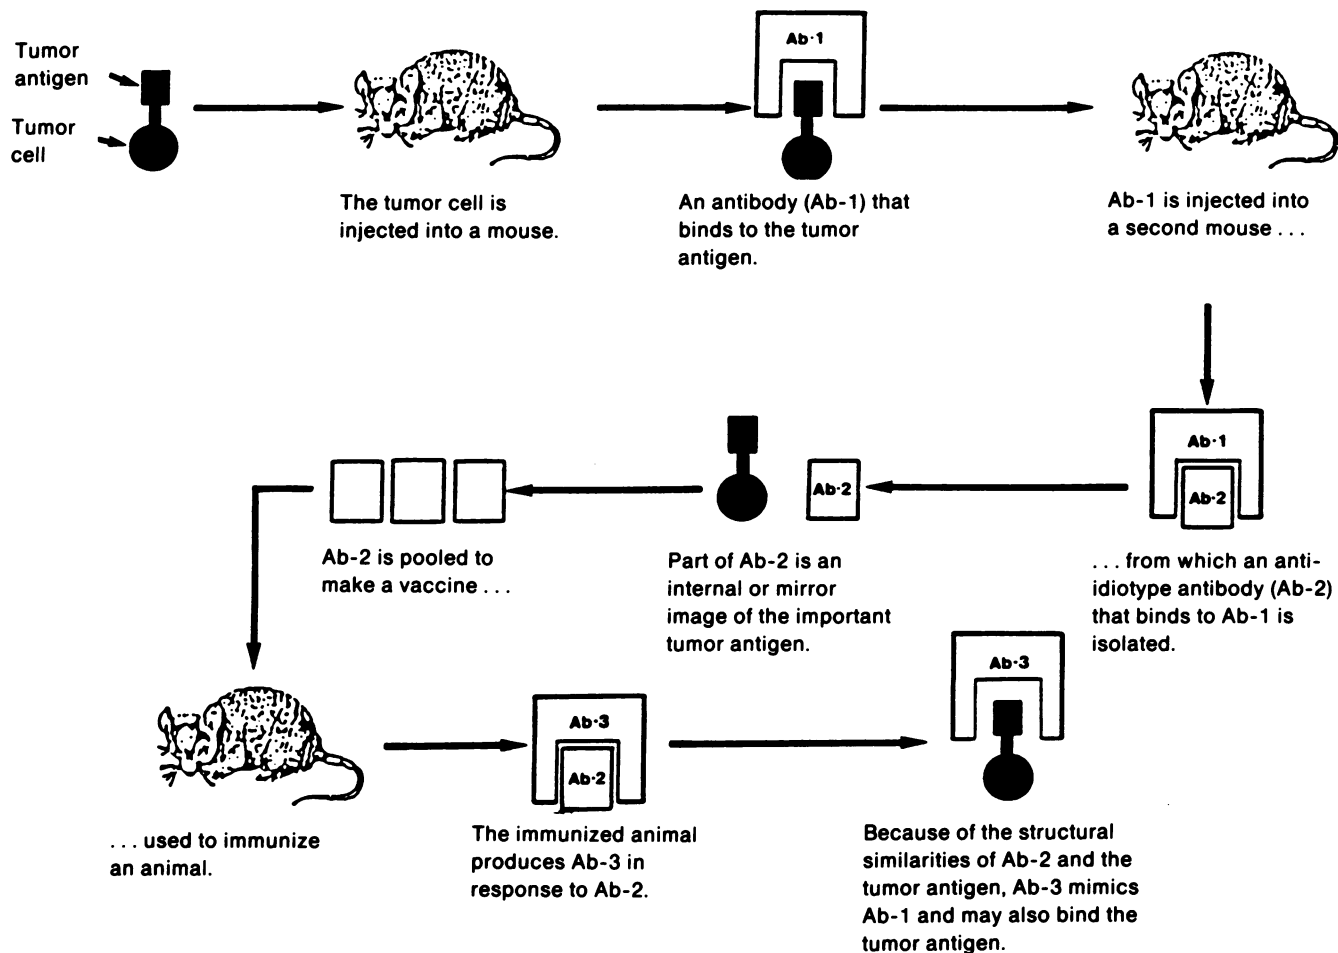 Tumor
antigen
Tumor
cell
The tumor cell is
injected into a mouse.
Ab-1
An antibody (Ab-1) that
binds to the tumor
antigen.
Ab-1 is injected into
a second mouse . . .
Ab-1
Ab-2
. . . from which an anti-
idiotype antibody (Ab-2)
that binds to Ab-1 is
isolated.
Ab-2
Part of Ab-2 is an
internal or mirror
image of the important
tumor antigen.
Ab-2 is pooled to
make a vaccine . . .
. . . used to immunize
an animal.
Ab-3
Ab-2
The immunized animal
produces Ab-3 in
response to Ab-2.
Ab-3
Because of the structural
similarities of Ab-2 and the
tumor antigen, Ab-3 mimics
Ab-1 and may also bind the
tumor antigen.